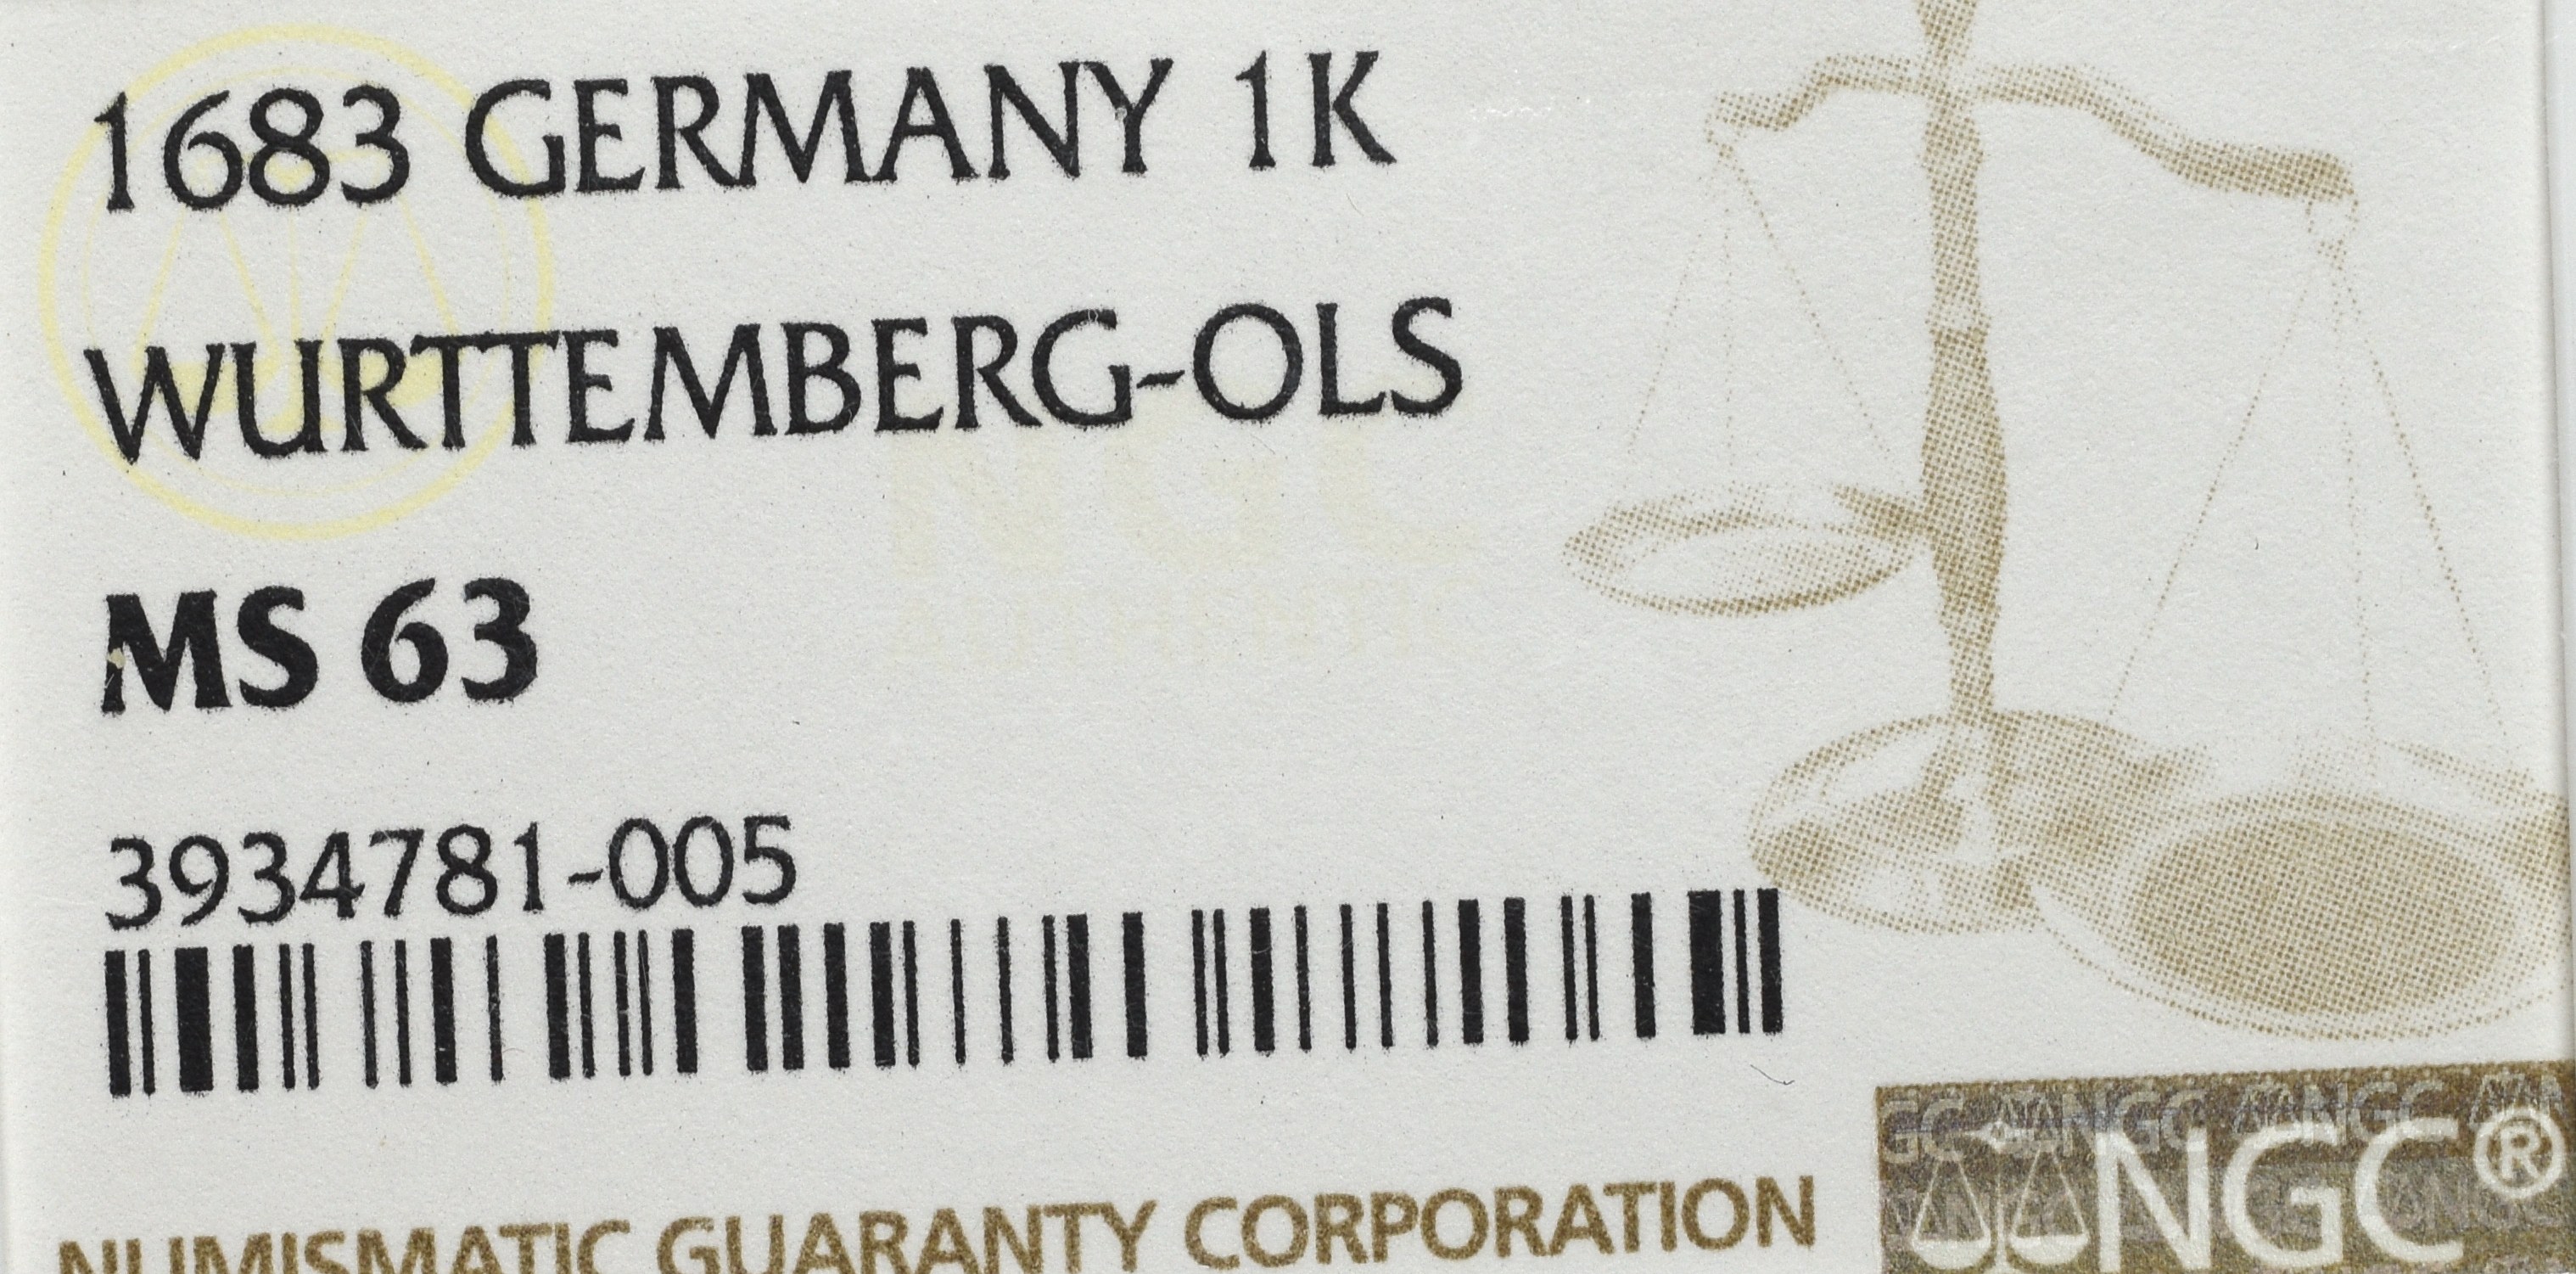 1683 GERMANY 1K
WURTTEMBERG-OLS
MS 63
3934781-005
NUMISMATIC GUARANTY CORPORATION
NGC®